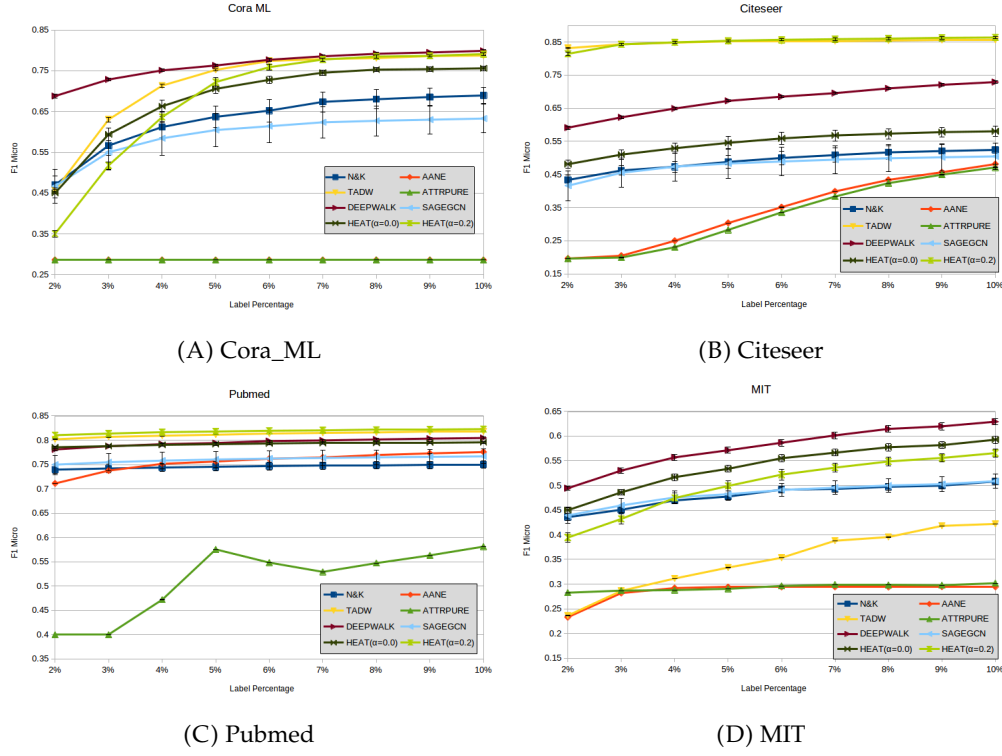 Cora ML
F1 Micro
0.85
0.75
0.65
0.55
0.45
0.35
0.25
N&K AANE
TADW ATTRPURE
DEEPWALK SAGEGCN
HEAT(α=0.0) HEAT(α=0.2)
2% 3% 4% 5% 6% 7% 8% 9% 10%
Label Percentage
(A) Cora_ML
Citeseer
F1 Micro
0.85
0.75
0.65
0.55
0.45
0.35
0.25
0.15
N&K AANE
TADW ATTRPURE
DEEPWALK SAGEGCN
HEAT(α=0.0) HEAT(α=0.2)
2% 3% 4% 5% 6% 7% 8% 9% 10%
Label Percentage
(B) Citeseer
Pubmed
F1 Micro
0.85
0.8
0.75
0.7
0.65
0.6
0.55
0.5
0.45
0.4
0.35
N&K AANE
TADW ATTRPURE
DEEPWALK SAGEGCN
HEAT(α=0.0) HEAT(α=0.2)
2% 3% 4% 5% 6% 7% 8% 9% 10%
Label Percentage
(C) Pubmed
MIT
F1 Micro
0.65
0.6
0.55
0.5
0.45
0.4
0.35
0.3
0.25
0.2
0.15
N&K AANE
TADW ATTRPURE
DEEPWALK SAGEGCN
HEAT(α=0.0) HEAT(α=0.2)
2% 3% 4% 5% 6% 7% 8% 9% 10%
Label Percentage
(D) MIT